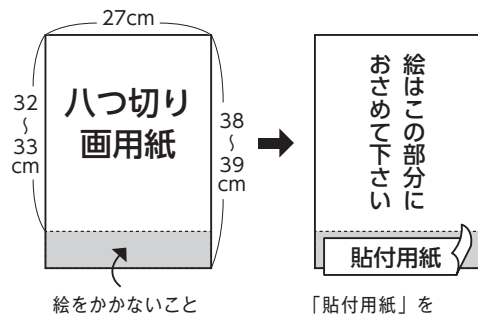 27cm
32
〜
33
cm
八つ切り
画用紙
38
〜
39
cm
絵をかかないこと
絵はこの部分に
おさめて下さい
貼付用紙
「貼付用紙」を